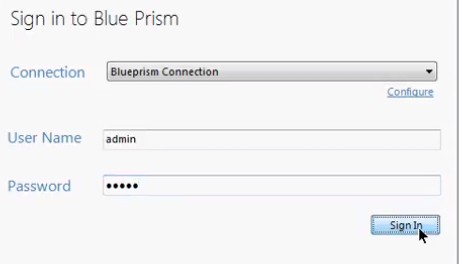 Sign in to Blue Prism
Connection Blueprism Connection
Configure
User Name admin
Password •••••
Sign In